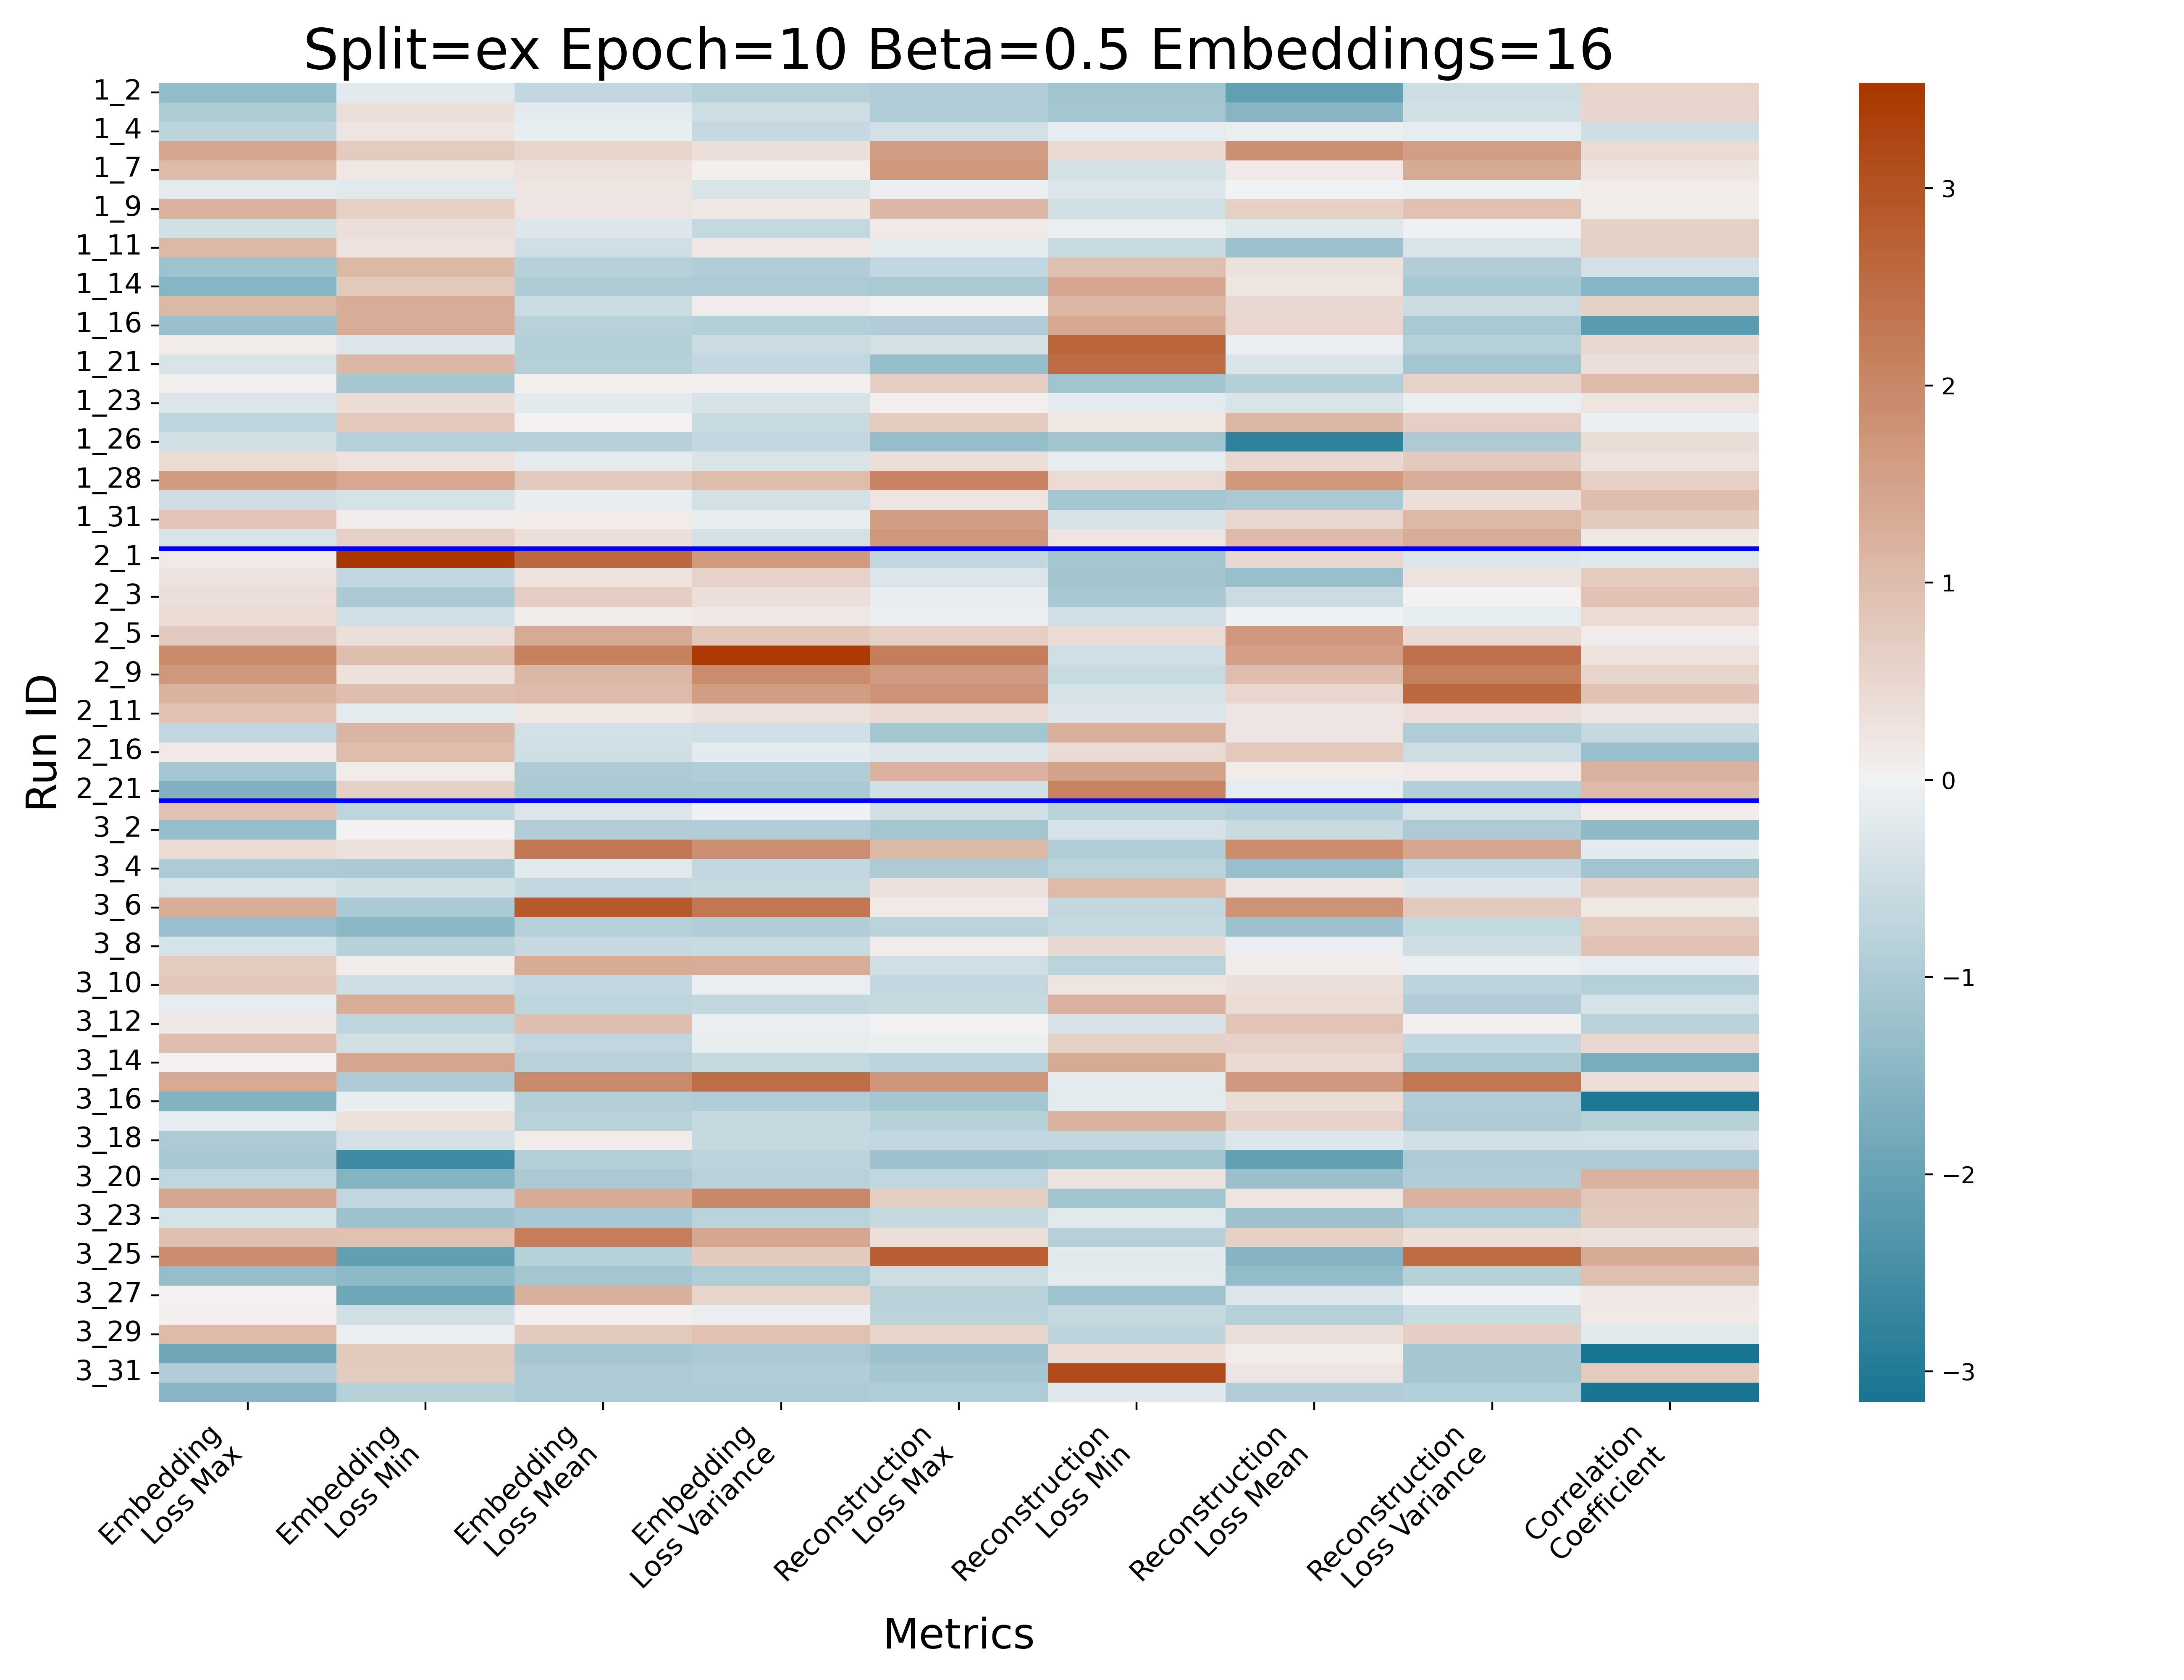 Split=ex Epoch=10 Beta=0.5 Embeddings=16
Run ID
1_2
1_4
1_7
1_9
1_11
1_14
1_16
1_21
1_23
1_26
1_28
1_31
2_1
2_3
2_5
2_9
2_11
2_16
2_21
3_2
3_4
3_6
3_8
3_10
3_12
3_14
3_16
3_18
3_20
3_23
3_25
3_27
3_29
3_31
Embedding
Loss Max
Embedding
Loss Min
Embedding
Loss Mean
Embedding
Loss Variance
Reconstruction
Loss Max
Reconstruction
Loss Min
Reconstruction
Loss Mean
Reconstruction
Loss Variance
Correlation
Coefficient
Metrics
3
2
1
0
−1
−2
−3